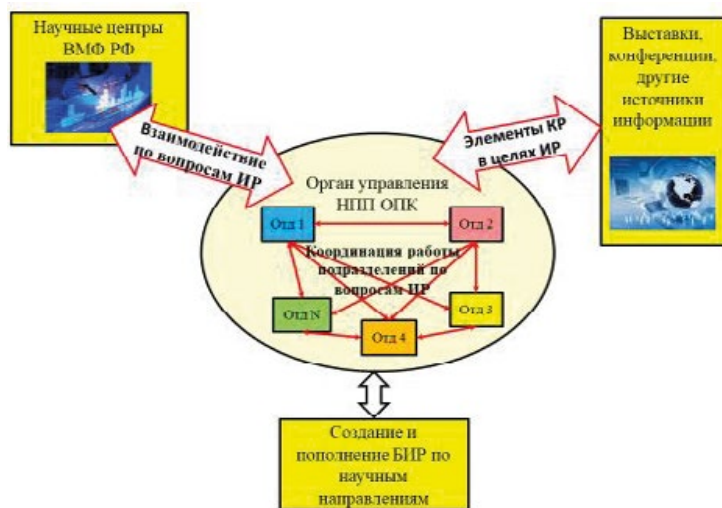 Научные центры
ВМФ РФ
Выставки,
конференции,
другие
источники
информации
Взаимодействие
по вопросам ИР
Элементы КР
в целях ИР
Орган управления
НПП ОПК
Отд 1
Отд 2
Координация работы
подразделений по
вопросам ИР
Отд N
Отд 3
Отд 4
Создание и
пополнение БИР по
научным
направлениям